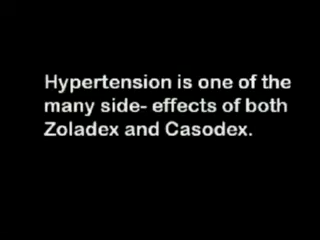 Hypertension is one of the
many side- effects of both
Zoladex and Casodex.